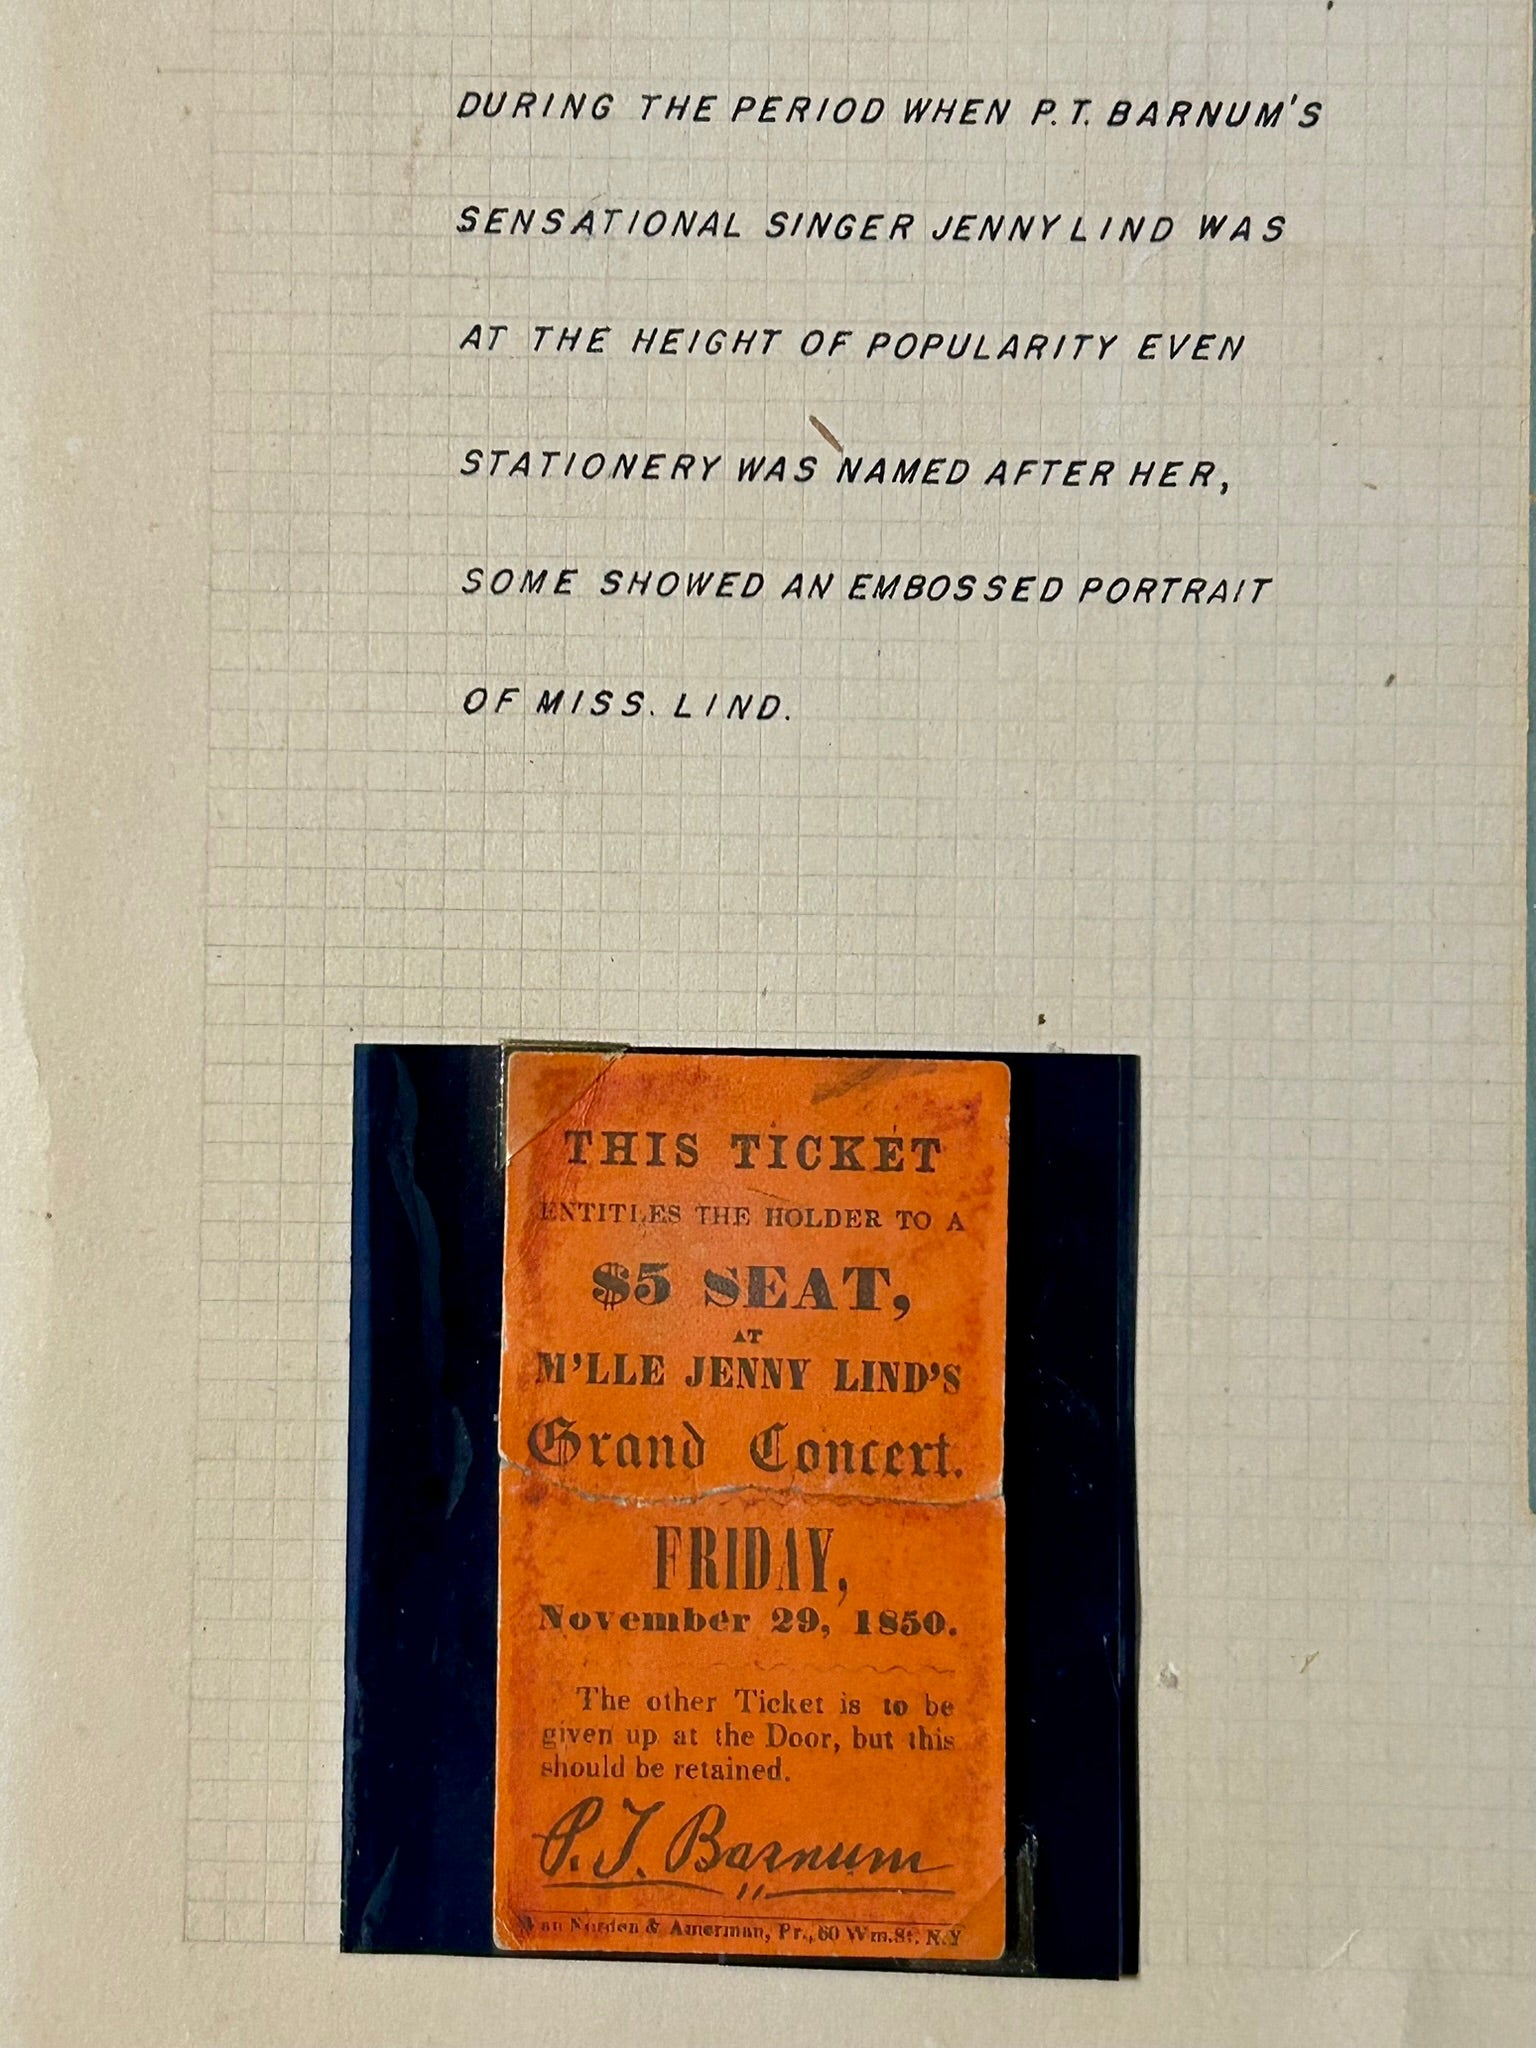 DURING THE PERIOD WHEN P.T. BARNUM'S
SENSATIONAL SINGER JENNY LIND WAS
AT THE HEIGHT OF POPULARITY EVEN
STATIONERY WAS NAMED AFTER HER,
SOME SHOWED AN EMBOSSED PORTRAIT
OF MISS. LIND.
THIS TICKET
ENTITLES THE HOLDER TO A
$5 SEAT,
AT
M'LLE JENNY LIND'S
Grand Concert.
FRIDAY,
November 29, 1850.
The other Ticket is to be
given up at the Door, but this
should be retained.
P. T. Barnum
Van Norden & Amerman, Pr., 60 Wm. St. N.Y